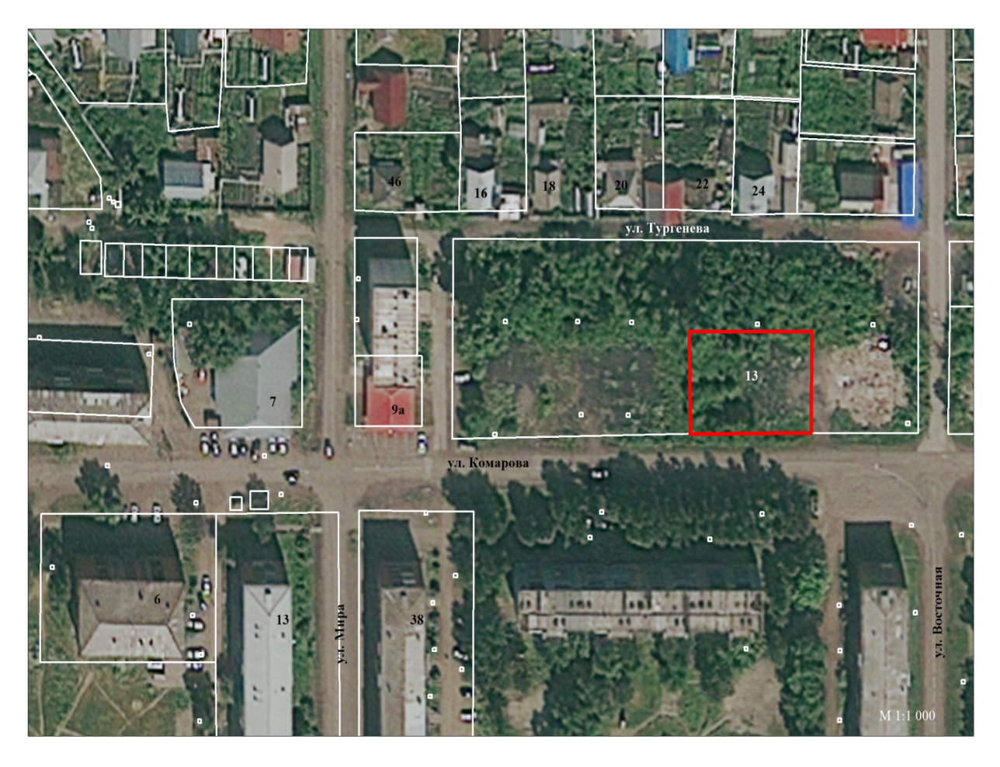 46
16
18
20
22
24
ул. Тургенева
13
7
9а
ул. Комарова
6
13
ул. Мира
38
ул. Восточная
М 1:1 000